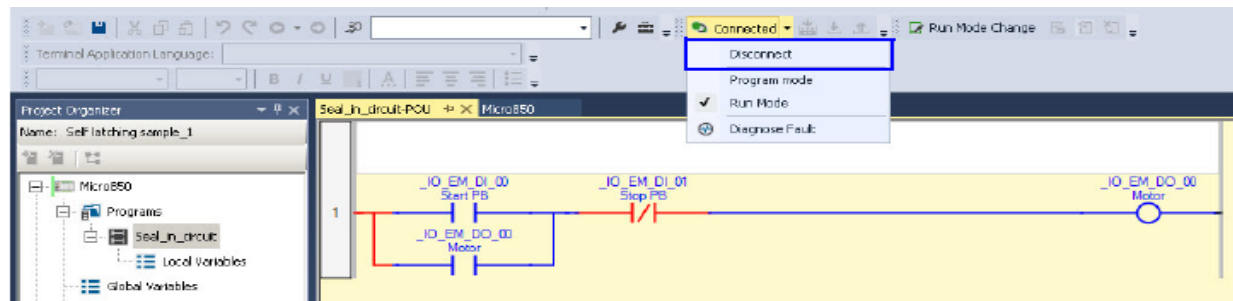 Connected
Run Mode Change
Terminal Application Language:
Disconnect
B I U A
Program mode
Project Organizer
Seal_in_circuit-POU
Micro850
Run Mode
Name: Self latching sample_1
Diagnose Fault
Micro850
Programs
Seal_in_circuit
Local Variables
Global Variables
_IO_EM_DI_00
Start PB
_IO_EM_DI_01
Stop PB
_IO_EM_DO_00
Motor
1
_IO_EM_DO_00
Motor